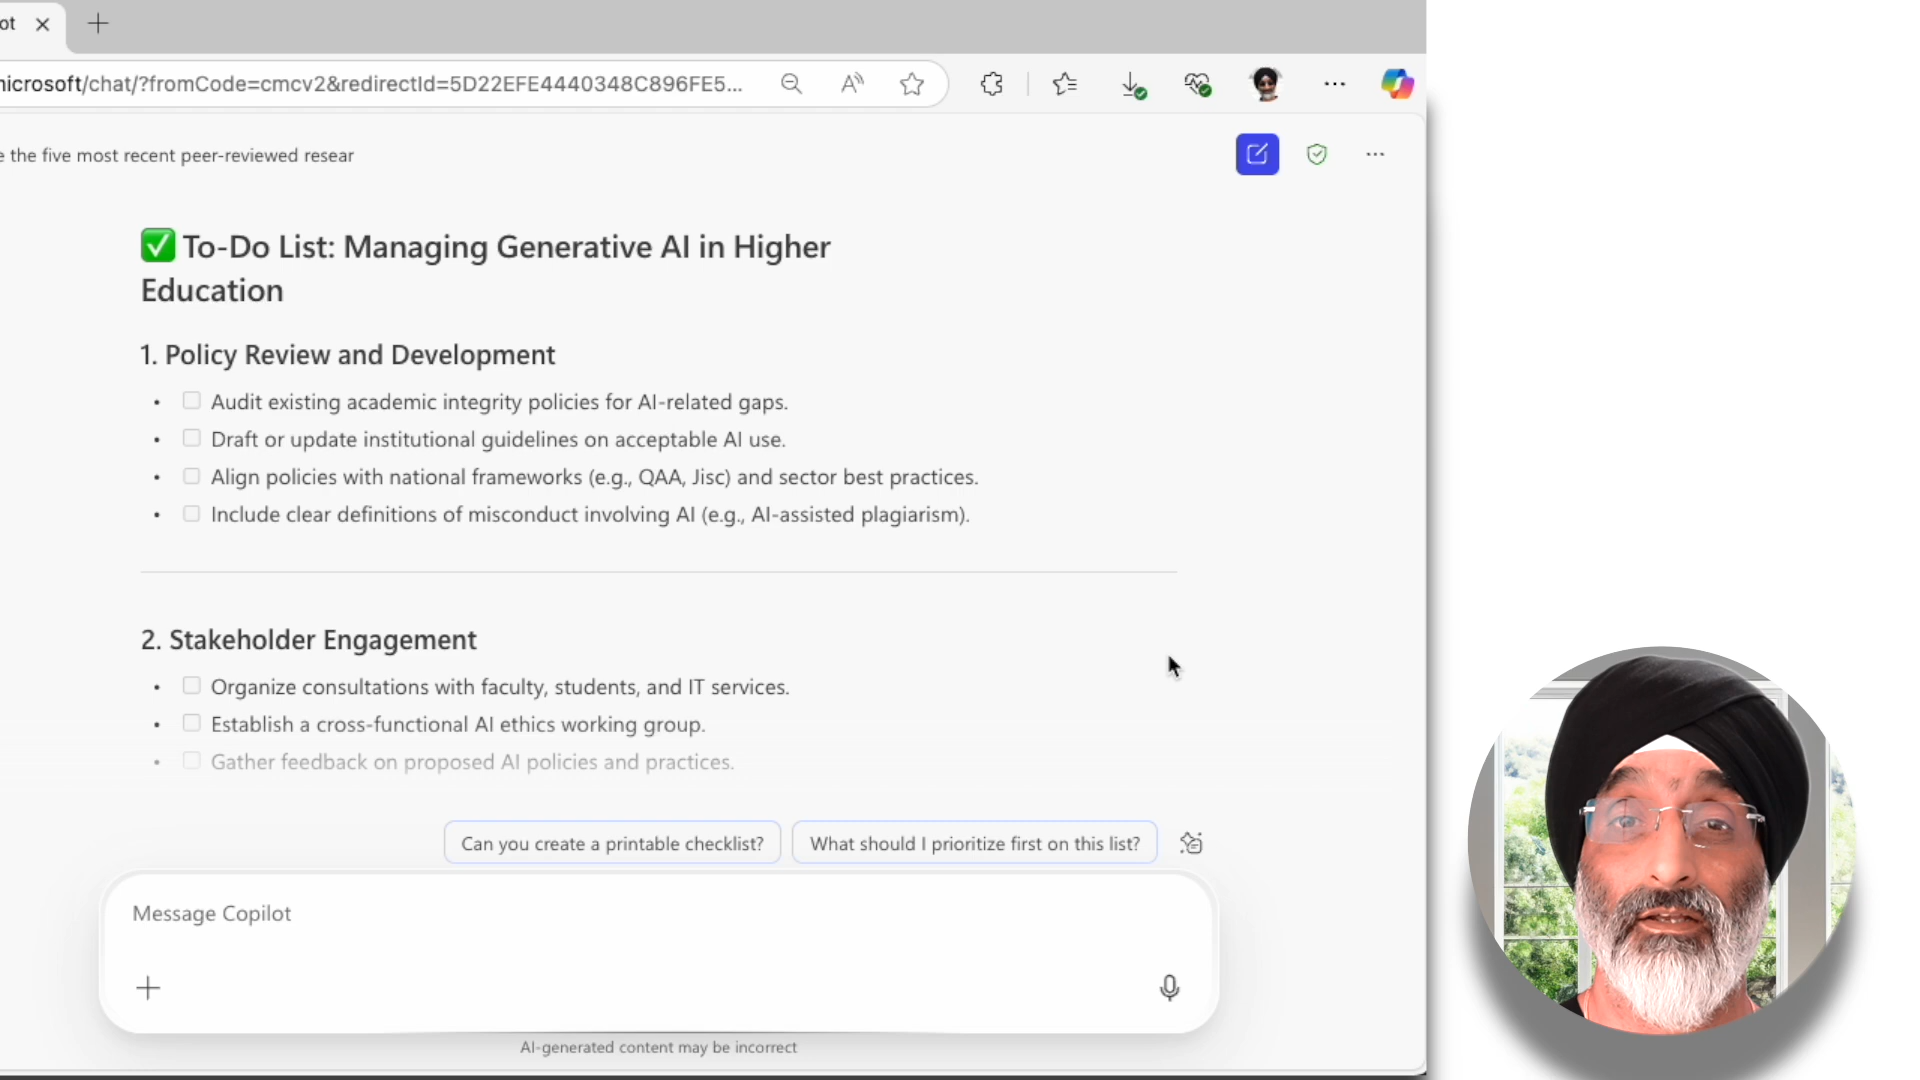 ot
icrosoft/chat/?fromCode=cmcv2&redirectId=5D22EFE4440348C896FE5...
e the five most recent peer-reviewed resear
✅ To-Do List: Managing Generative AI in Higher
Education
1. Policy Review and Development
• ☐ Audit existing academic integrity policies for AI-related gaps.
• ☐ Draft or update institutional guidelines on acceptable AI use.
• ☐ Align policies with national frameworks (e.g., QAA, Jisc) and sector best practices.
• ☐ Include clear definitions of misconduct involving AI (e.g., AI-assisted plagiarism).
2. Stakeholder Engagement
• ☐ Organize consultations with faculty, students, and IT services.
• ☐ Establish a cross-functional AI ethics working group.
• ☐ Gather feedback on proposed AI policies and practices.
Can you create a printable checklist? What should I prioritize first on this list?
Message Copilot
AI-generated content may be incorrect